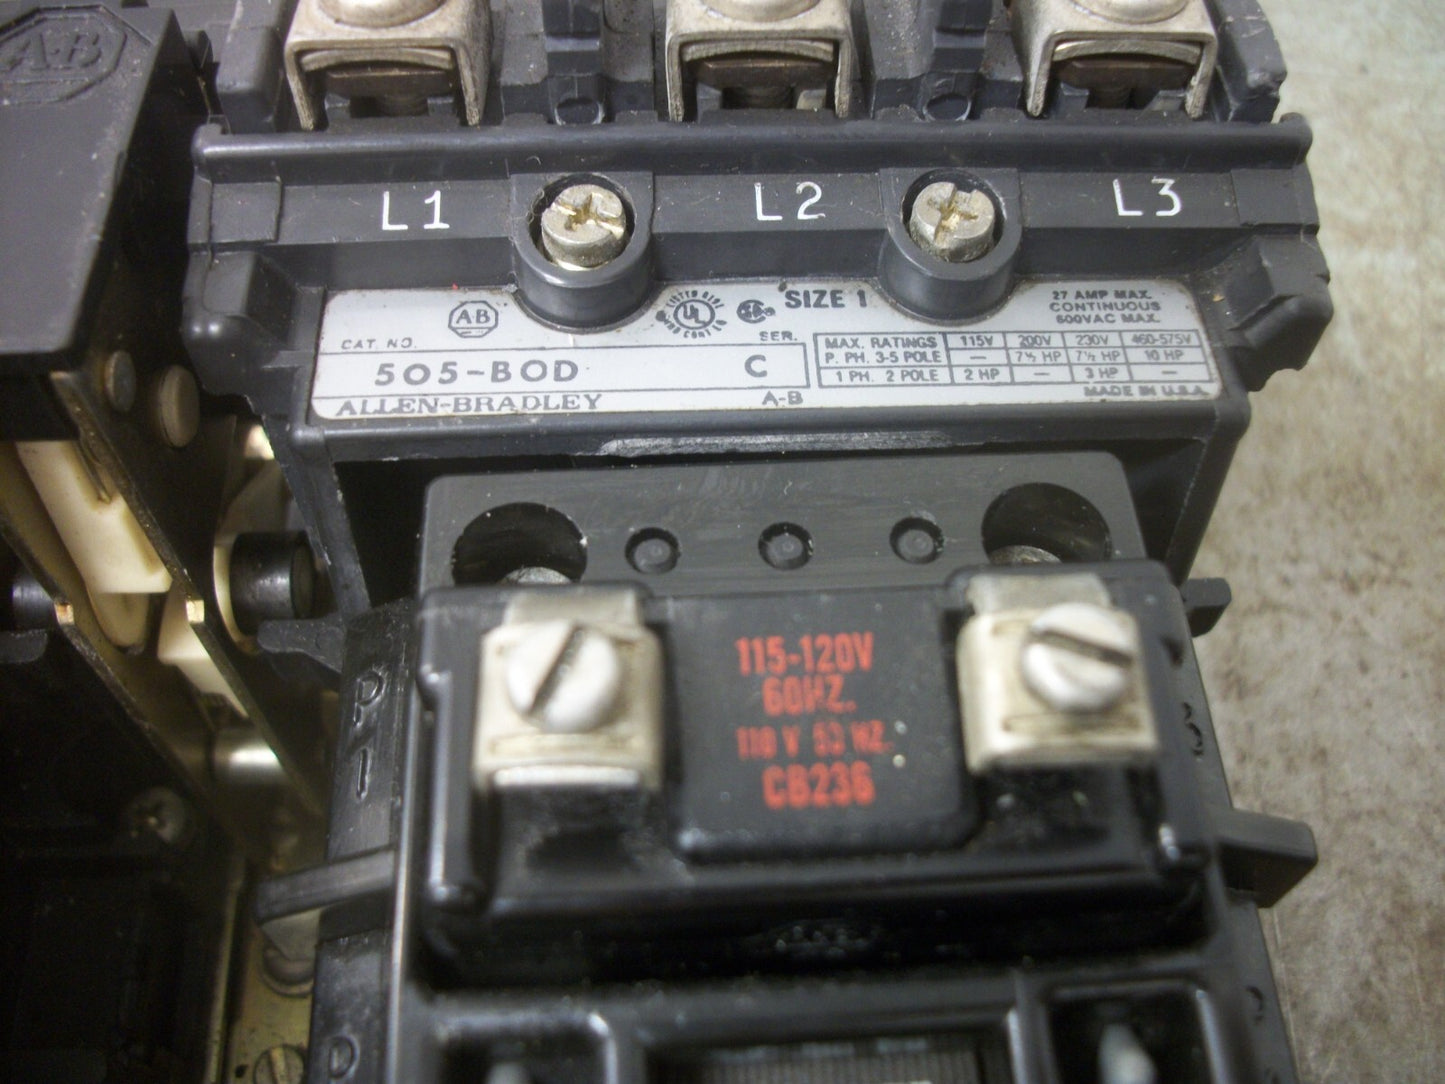 A-B
L1 L2 L3
A-B
LISTED
UL
SIZE 1
27 AMP MAX.
CONTINUOUS
600VAC MAX.
CAT. NO.
SER.
505-BOD C
MAX. RATINGS 115V 200V 230V 460-575V
P. PH. 3-5 POLE — 7½ HP 7½ HP 10 HP
1 PH. 2 POLE 2 HP — 3 HP —
ALLEN-BRADLEY A-B MADE IN U.S.A.
115-120V
60HZ.
110 V 50 HZ.
CB236